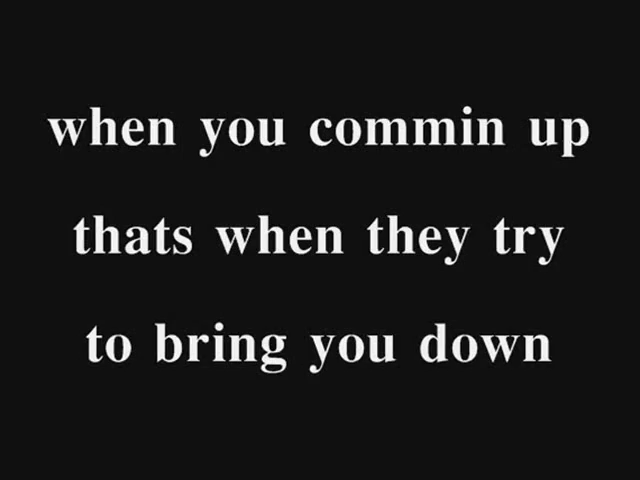 when you commin up
thats when they try
to bring you down